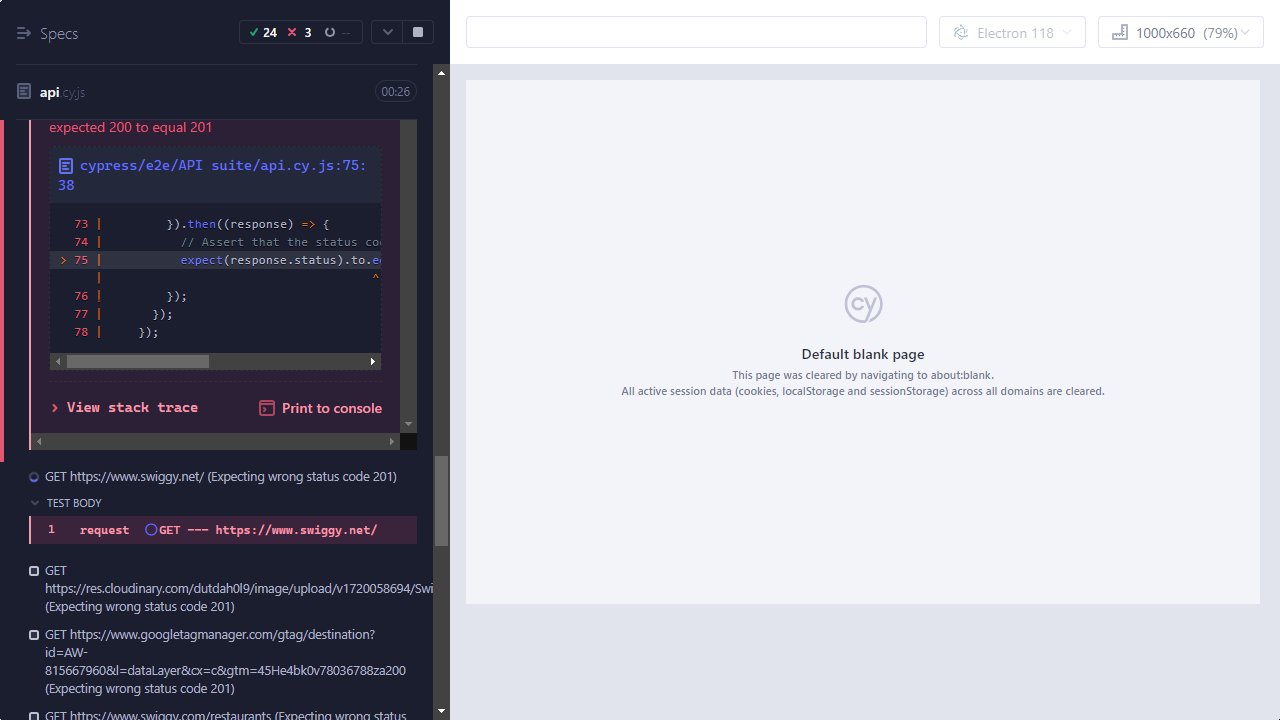 Specs
24
3
--
Electron 118
1000x660 (79%)
api.cy.js
00:26
expected 200 to equal 201
cypress/e2e/API suite/api.cy.js:75:
38
73 | }).then((response) => {
74 | // Assert that the status co
> 75 | expect(response.status).to.e
| ^
76 | });
77 | });
78 | });
View stack trace
Print to console
GET https://www.swiggy.net/ (Expecting wrong status code 201)
TEST BODY
1 request GET --- https://www.swiggy.net/
GET
https://res.cloudinary.com/dutdah0l9/image/upload/v1720058694/Swi
(Expecting wrong status code 201)
GET https://www.googletagmanager.com/gtag/destination?
id=AW-
815667960&l=dataLayer&cx=c&gtm=45He4bk0v78036788za200
(Expecting wrong status code 201)
GET https://www.swiggy.com/restaurants (Expecting wrong status
cy
Default blank page
This page was cleared by navigating to about:blank.
All active session data (cookies, localStorage and sessionStorage) across all domains are cleared.